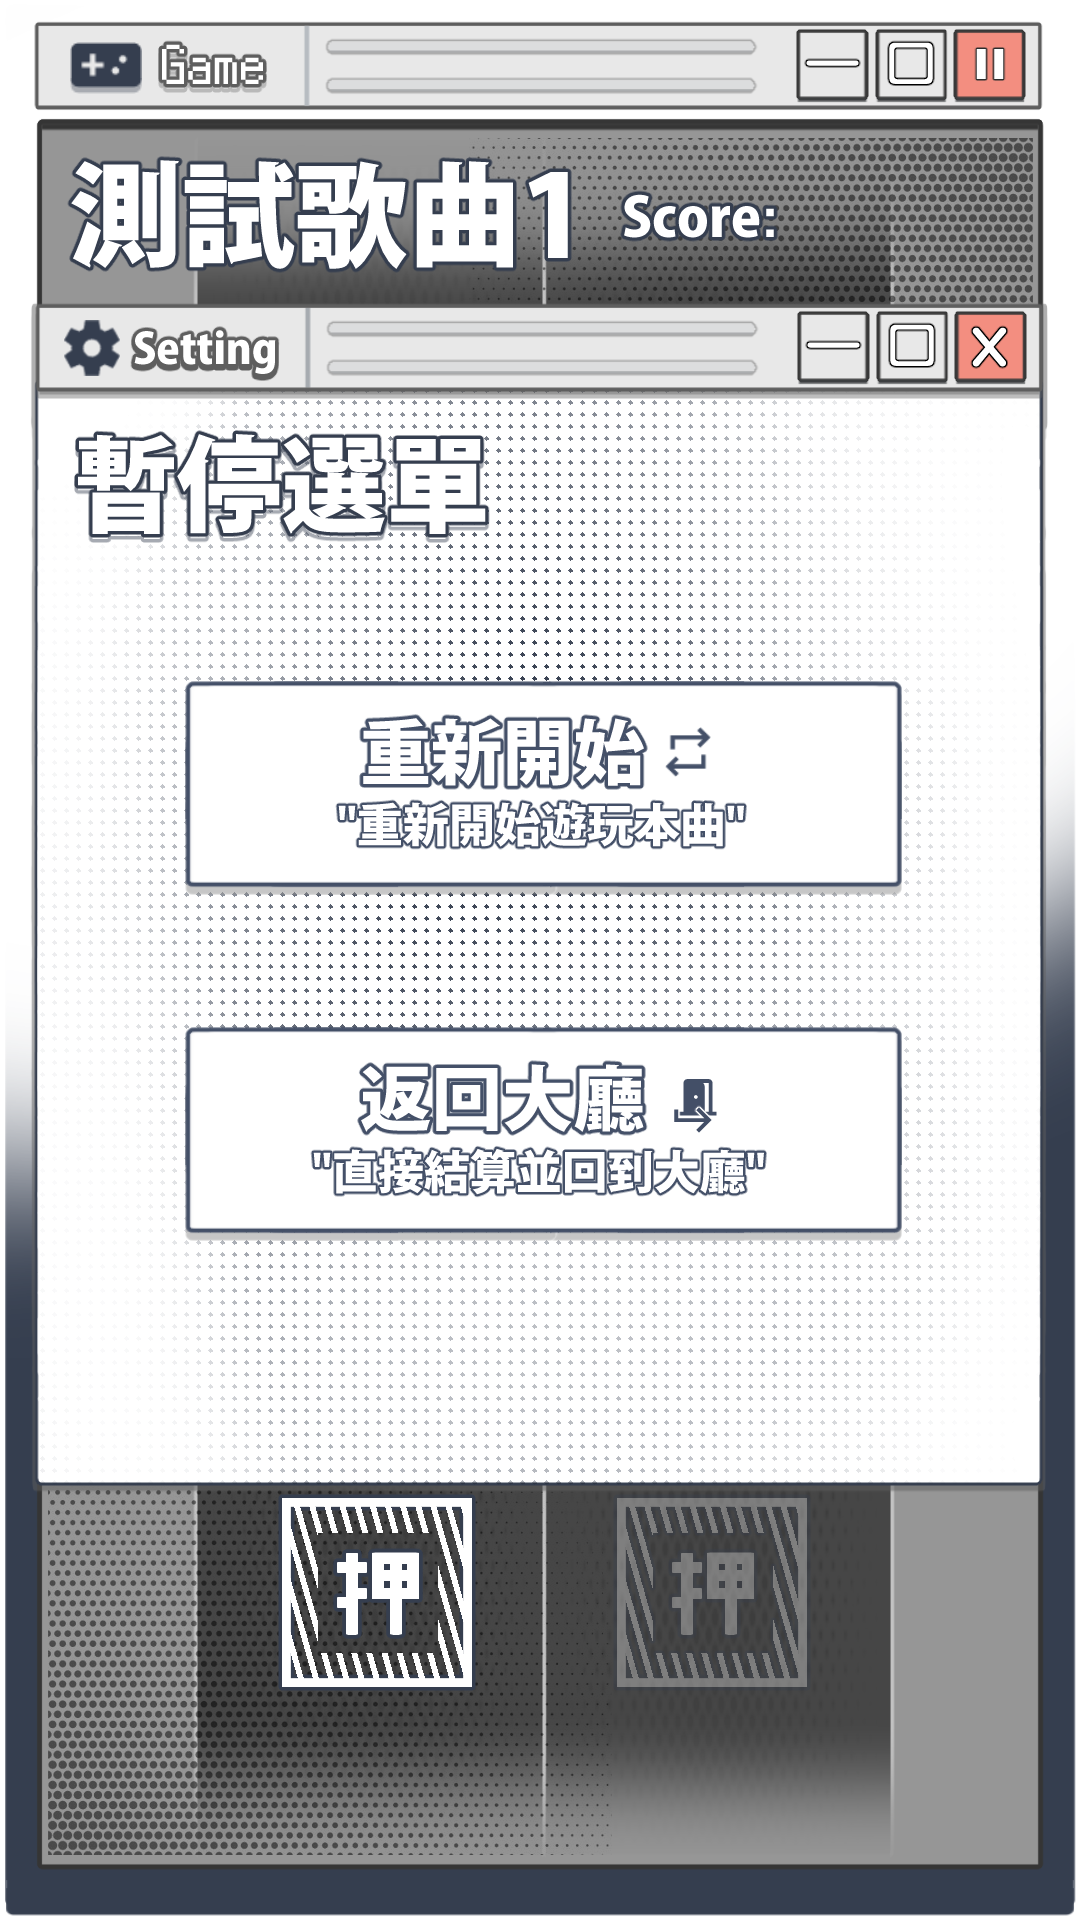 Game
測試歌曲1 Score:
Setting
暫停選單
重新開始
"重新開始遊玩本曲"
返回大廳
"直接結算並回到大廳"
押 押